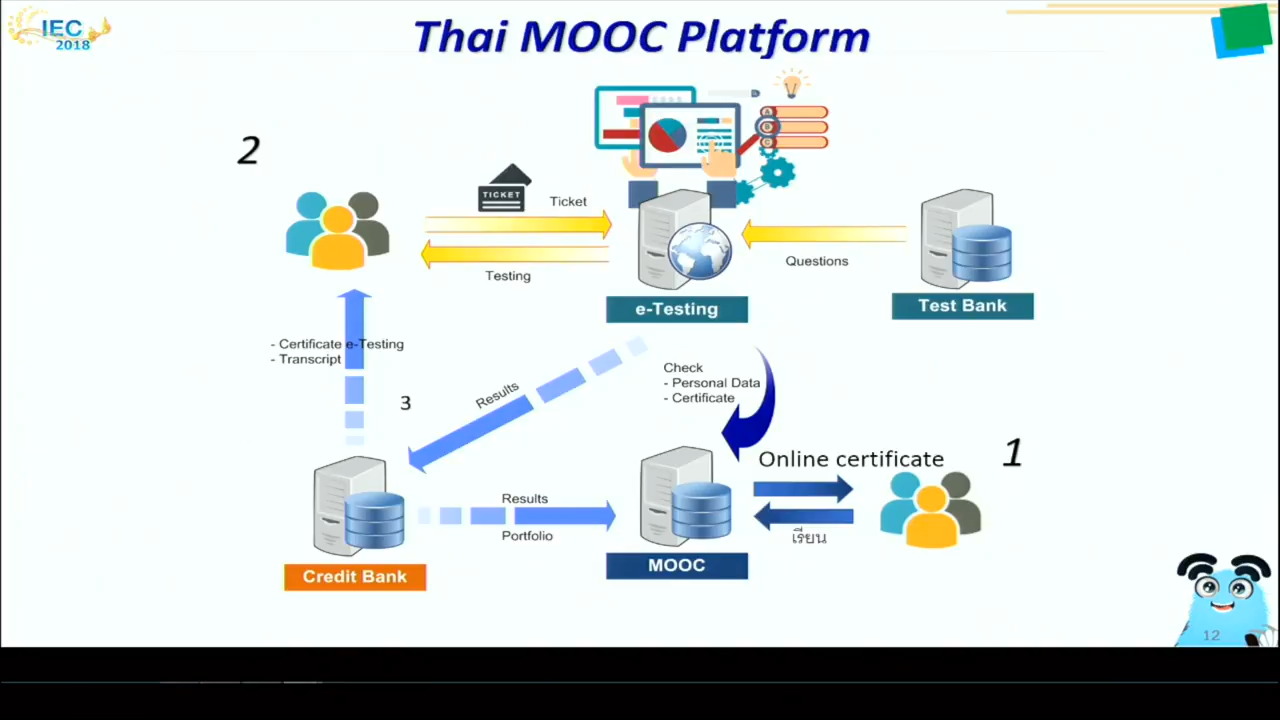 IEC
2018
Thai MOOC Platform
2
TICKET
Ticket
Testing
A
B
C
Questions
e-Testing
Test Bank
- Certificate e-Testing
- Transcript
3
Results
Check
- Personal Data
- Certificate
Online certificate
1
Results
Portfolio
เรียน
Credit Bank
MOOC
12